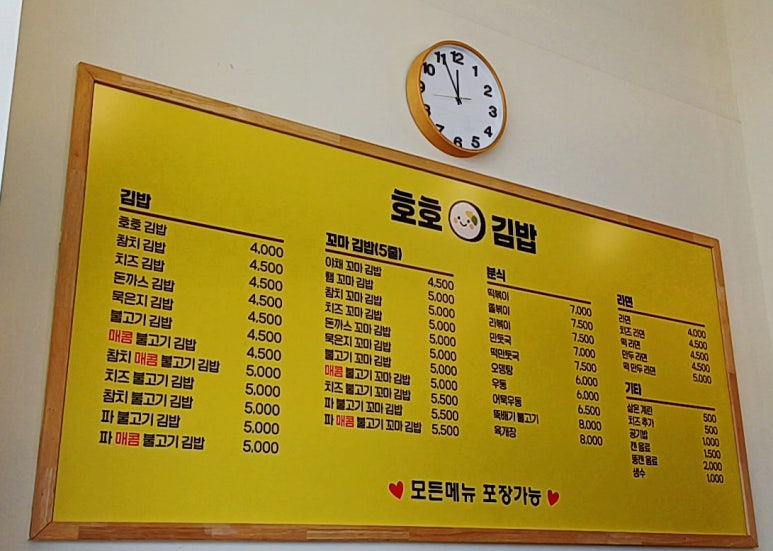 12
1
2
3
4
5
6
7
8
9
10
11
호호 김밥
김밥
호호 김밥 4,000
참치 김밥 4,500
치즈 김밥 4,500
돈까스 김밥 4,500
묵은지 김밥 4,500
불고기 김밥 4,500
매콤 불고기 김밥 4,500
참치 매콤 불고기 김밥 5,000
치즈 불고기 김밥 5,000
참치 불고기 김밥 5,000
파 불고기 김밥 5,000
파 매콤 불고기 김밥 5,000
꼬마 김밥(5줄)
야채 꼬마 김밥 4,500
햄 꼬마 김밥 5,000
참치 꼬마 김밥 5,000
치즈 꼬마 김밥 5,000
돈까스 꼬마 김밥 5,000
묵은지 꼬마 김밥 5,000
불고기 꼬마 김밥 5,000
매콤 불고기 꼬마 김밥 5,000
치즈 불고기 꼬마 김밥 5,500
파 불고기 꼬마 김밥 5,500
파 매콤 불고기 꼬마 김밥 5,500
분식
떡볶이 7,000
쫄볶이 7,500
라볶이 7,500
만둣국 7,000
떡만둣국 7,500
오뎅탕 6,000
우동 6,000
어묵우동 6,500
뚝배기 불고기 8,000
육개장 8,000
라면
라면 4,000
치즈 라면 4,500
떡 라면 4,500
만두 라면 4,500
떡 만두 라면 5,000
기타
삶은 계란 500
치즈 추가 500
공기밥 1,000
캔 음료 1,500
뚱캔 음료 2,000
생수 1,000
모든메뉴 포장가능